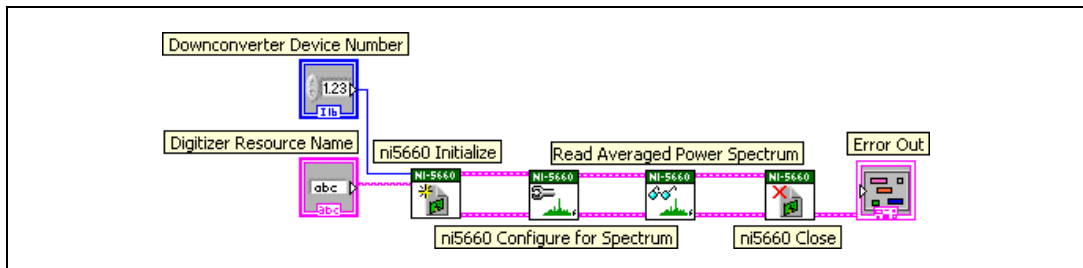 Downconverter Device Number
1.23
I16
Digitizer Resource Name
abc
abc
ni5660 Initialize
Read Averaged Power Spectrum
Error Out
NI-5660
NI-5660
NI-5660
NI-5660
ni5660 Configure for Spectrum
ni5660 Close